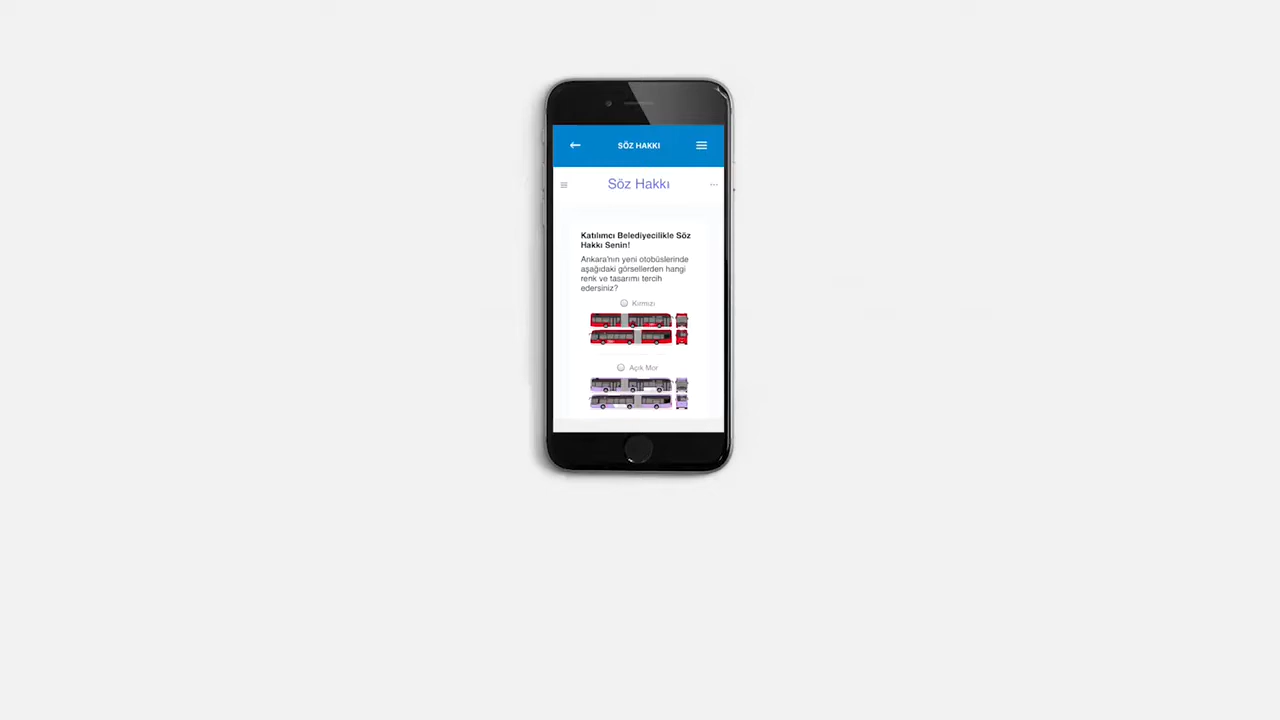 SÖZ HAKKI
Söz Hakkı
Katılımcı Belediyecilikle Söz
Hakkı Senin!
Ankara'nın yeni otobüslerinde
aşağıdaki görsellerden hangi
renk ve tasarımı tercih
edersiniz?
Kırmızı
Açık Mor